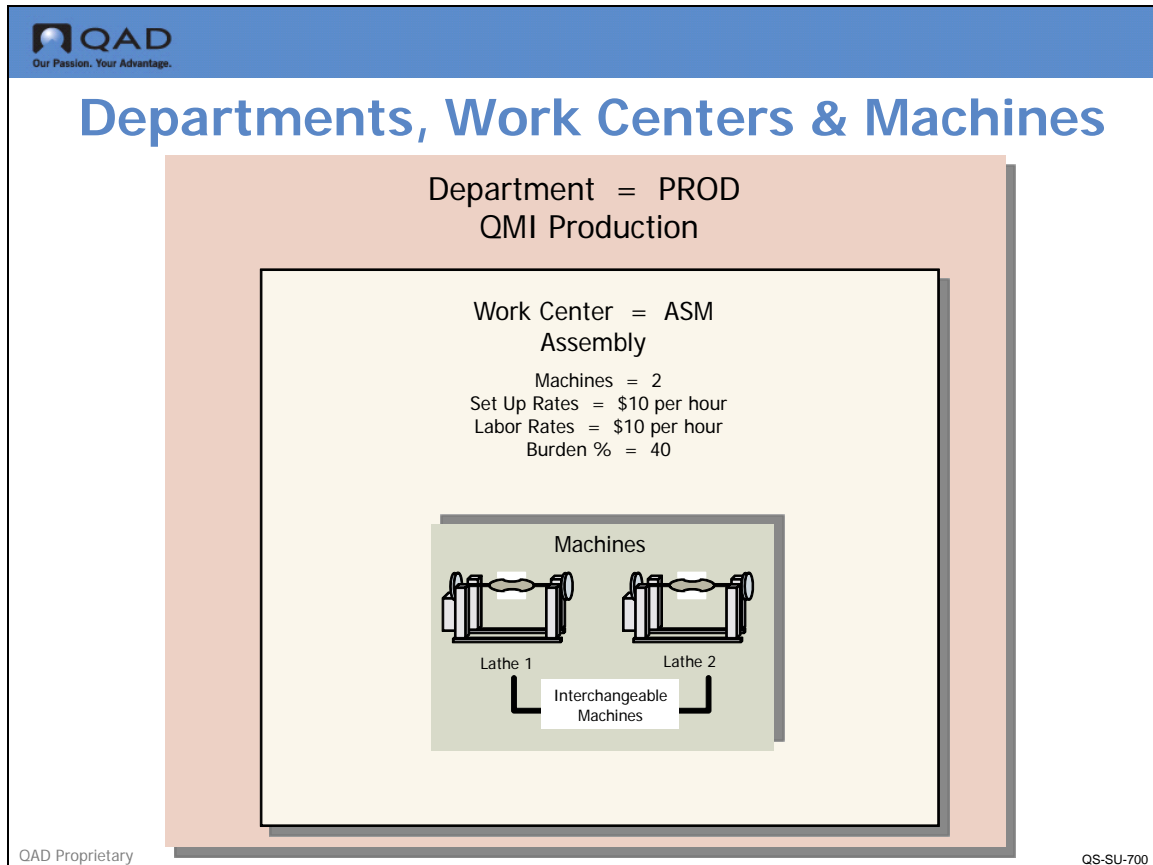 QAD
Our Passion. Your Advantage.
Departments, Work Centers & Machines
Department = PROD
QMI Production
Work Center = ASM
Assembly
Machines = 2
Set Up Rates = $10 per hour
Labor Rates = $10 per hour
Burden % = 40
Machines
Lathe 1 Lathe 2
Interchangeable
Machines
QAD Proprietary QS-SU-700